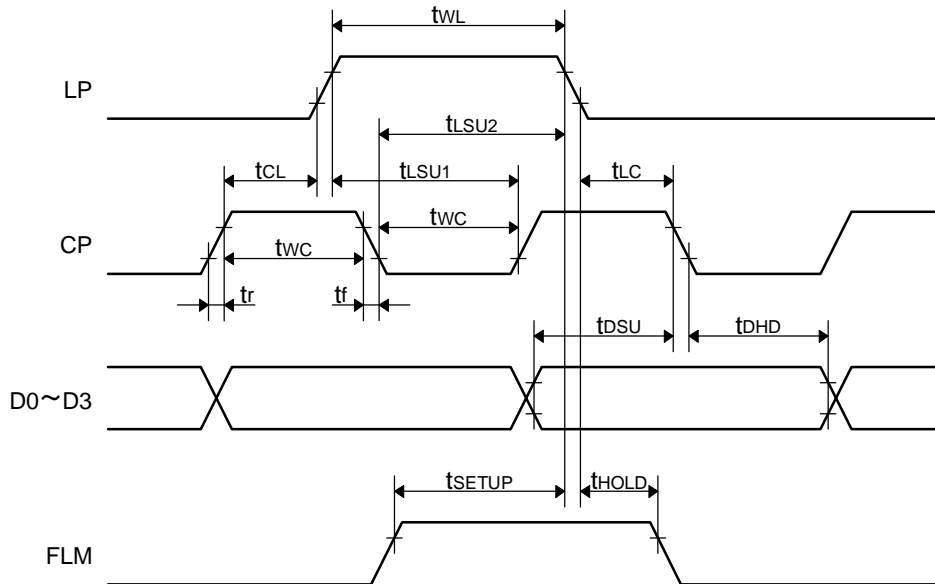 tWL
LP
tLSU2
tCL
tLSU1
tLC
tWC
CP
tWC
tr
tf
tDSU
tDHD
D0～D3
tSETUP
tHOLD
FLM